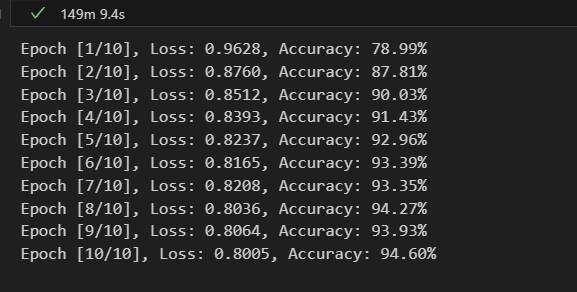 149m 9.4s
Epoch [1/10], Loss: 0.9628, Accuracy: 78.99%
Epoch [2/10], Loss: 0.8760, Accuracy: 87.81%
Epoch [3/10], Loss: 0.8512, Accuracy: 90.03%
Epoch [4/10], Loss: 0.8393, Accuracy: 91.43%
Epoch [5/10], Loss: 0.8237, Accuracy: 92.96%
Epoch [6/10], Loss: 0.8165, Accuracy: 93.39%
Epoch [7/10], Loss: 0.8208, Accuracy: 93.35%
Epoch [8/10], Loss: 0.8036, Accuracy: 94.27%
Epoch [9/10], Loss: 0.8064, Accuracy: 93.93%
Epoch [10/10], Loss: 0.8005, Accuracy: 94.60%